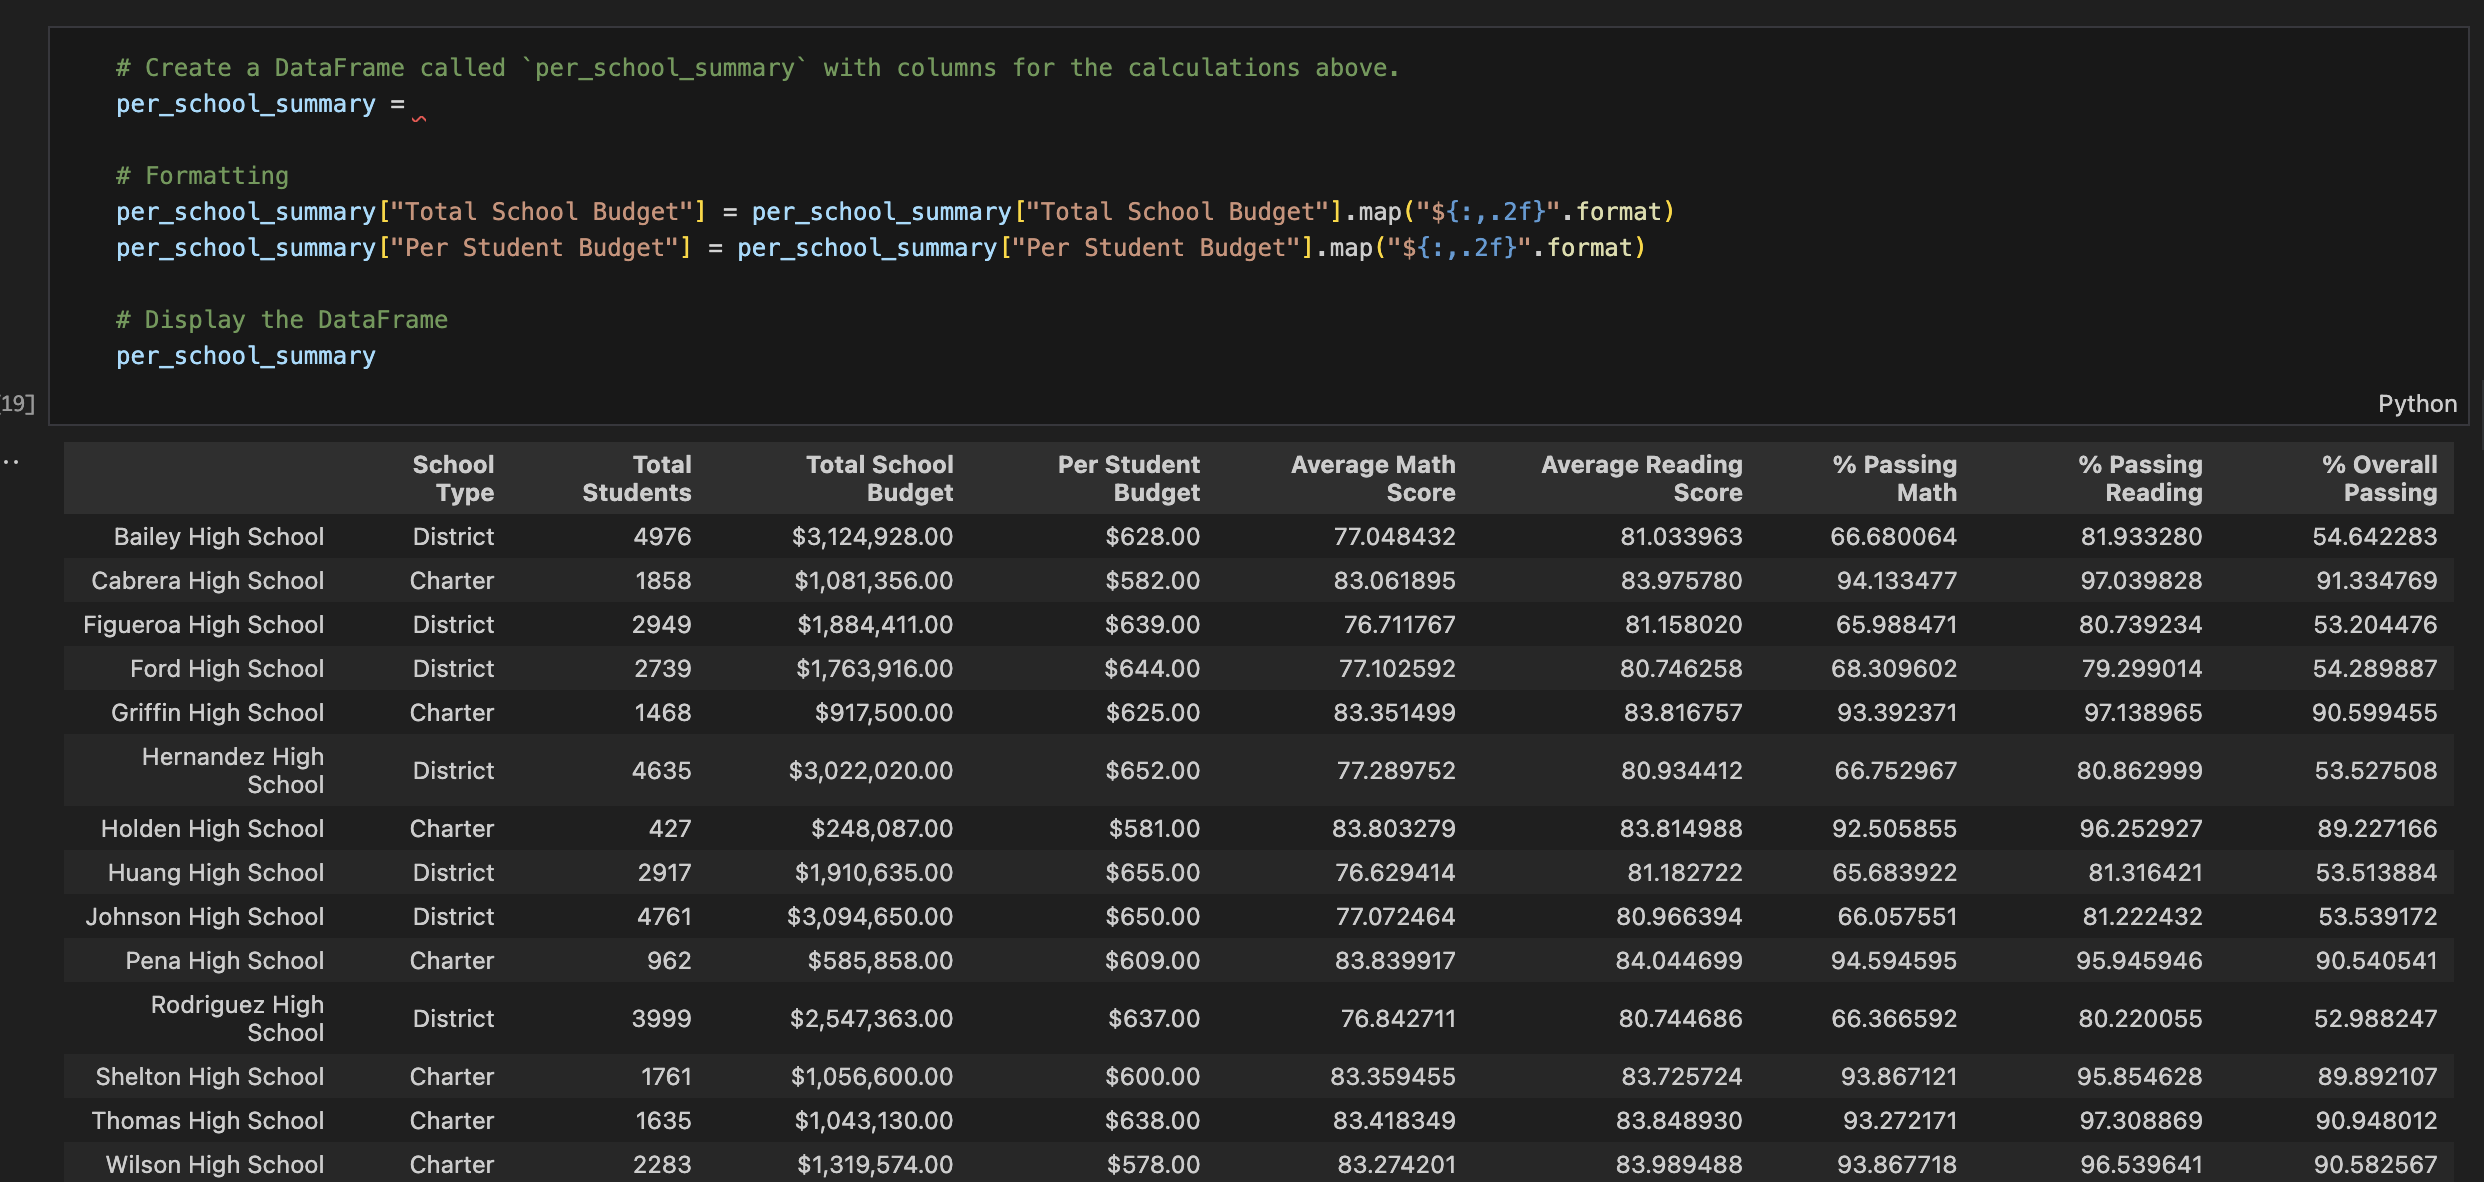 # Create a DataFrame called `per_school_summary` with columns for the calculations above.
per_school_summary =
# Formatting
per_school_summary["Total School Budget"] = per_school_summary["Total School Budget"].map("${:,.2f}".format)
per_school_summary["Per Student Budget"] = per_school_summary["Per Student Budget"].map("${:,.2f}".format)
# Display the DataFrame
per_school_summary
19]
Python
School Type Total Students Total School Budget Per Student Budget Average Math Score Average Reading Score % Passing Math % Passing Reading % Overall Passing
Bailey High School District 4976 $3,124,928.00 $628.00 77.048432 81.033963 66.680064 81.933280 54.642283
Cabrera High School Charter 1858 $1,081,356.00 $582.00 83.061895 83.975780 94.133477 97.039828 91.334769
Figueroa High School District 2949 $1,884,411.00 $639.00 76.711767 81.158020 65.988471 80.739234 53.204476
Ford High School District 2739 $1,763,916.00 $644.00 77.102592 80.746258 68.309602 79.299014 54.289887
Griffin High School Charter 1468 $917,500.00 $625.00 83.351499 83.816757 93.392371 97.138965 90.599455
Hernandez High School District 4635 $3,022,020.00 $652.00 77.289752 80.934412 66.752967 80.862999 53.527508
Holden High School Charter 427 $248,087.00 $581.00 83.803279 83.814988 92.505855 96.252927 89.227166
Huang High School District 2917 $1,910,635.00 $655.00 76.629414 81.182722 65.683922 81.316421 53.513884
Johnson High School District 4761 $3,094,650.00 $650.00 77.072464 80.966394 66.057551 81.222432 53.539172
Pena High School Charter 962 $585,858.00 $609.00 83.839917 84.044699 94.594595 95.945946 90.540541
Rodriguez High School District 3999 $2,547,363.00 $637.00 76.842711 80.744686 66.366592 80.220055 52.988247
Shelton High School Charter 1761 $1,056,600.00 $600.00 83.359455 83.725724 93.867121 95.854628 89.892107
Thomas High School Charter 1635 $1,043,130.00 $638.00 83.418349 83.848930 93.272171 97.308869 90.948012
Wilson High School Charter 2283 $1,319,574.00 $578.00 83.274201 83.989488 93.867718 96.539641 90.582567